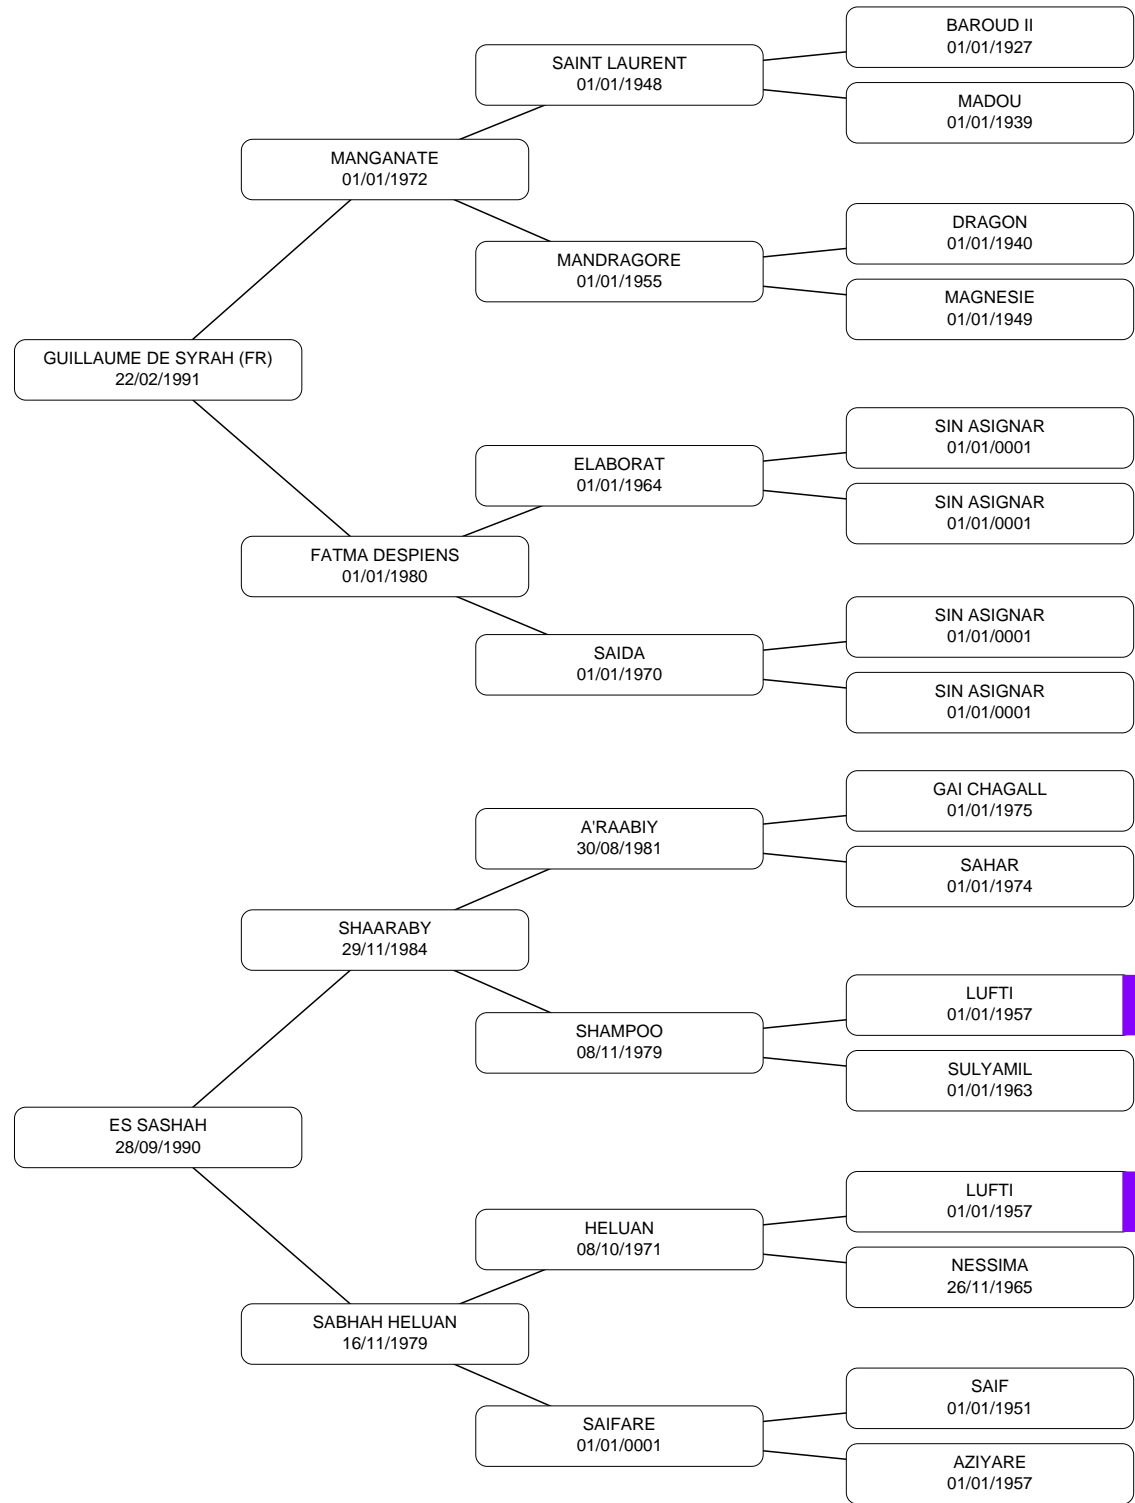 BAROUD II
01/01/1927
SAINT LAURENT
01/01/1948
MADOU
01/01/1939
MANGANATE
01/01/1972
DRAGON
01/01/1940
MANDRAGORE
01/01/1955
MAGNESIE
01/01/1949
GUILLAUME DE SYRAH (FR)
22/02/1991
SIN ASIGNAR
01/01/0001
ELABORAT
01/01/1964
SIN ASIGNAR
01/01/0001
FATMA DESPIENS
01/01/1980
SIN ASIGNAR
01/01/0001
SAIDA
01/01/1970
SIN ASIGNAR
01/01/0001
GAI CHAGALL
01/01/1975
A'RAABIY
30/08/1981
SAHAR
01/01/1974
SHAARABY
29/11/1984
LUFTI
01/01/1957
SHAMPOO
08/11/1979
SULYAMIL
01/01/1963
ES SASHAH
28/09/1990
LUFTI
01/01/1957
HELUAN
08/10/1971
NESSIMA
26/11/1965
SABHAH HELUAN
16/11/1979
SAIF
01/01/1951
SAIFARE
01/01/0001
AZIYARE
01/01/1957